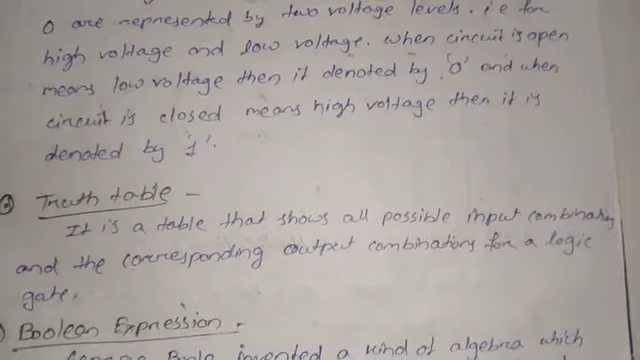 0 are represented by two voltage levels. i.e for
high voltage and low voltage. when circuit is open
means low voltage then it denoted by '0' and when
circuit is closed means high voltage then it is
denoted by '1'.
Truth table -
It is a table that shows all possible input combination
and the corresponding output combinations for a logic
gate.
Boolean Expression -
invented a kind of algebra which